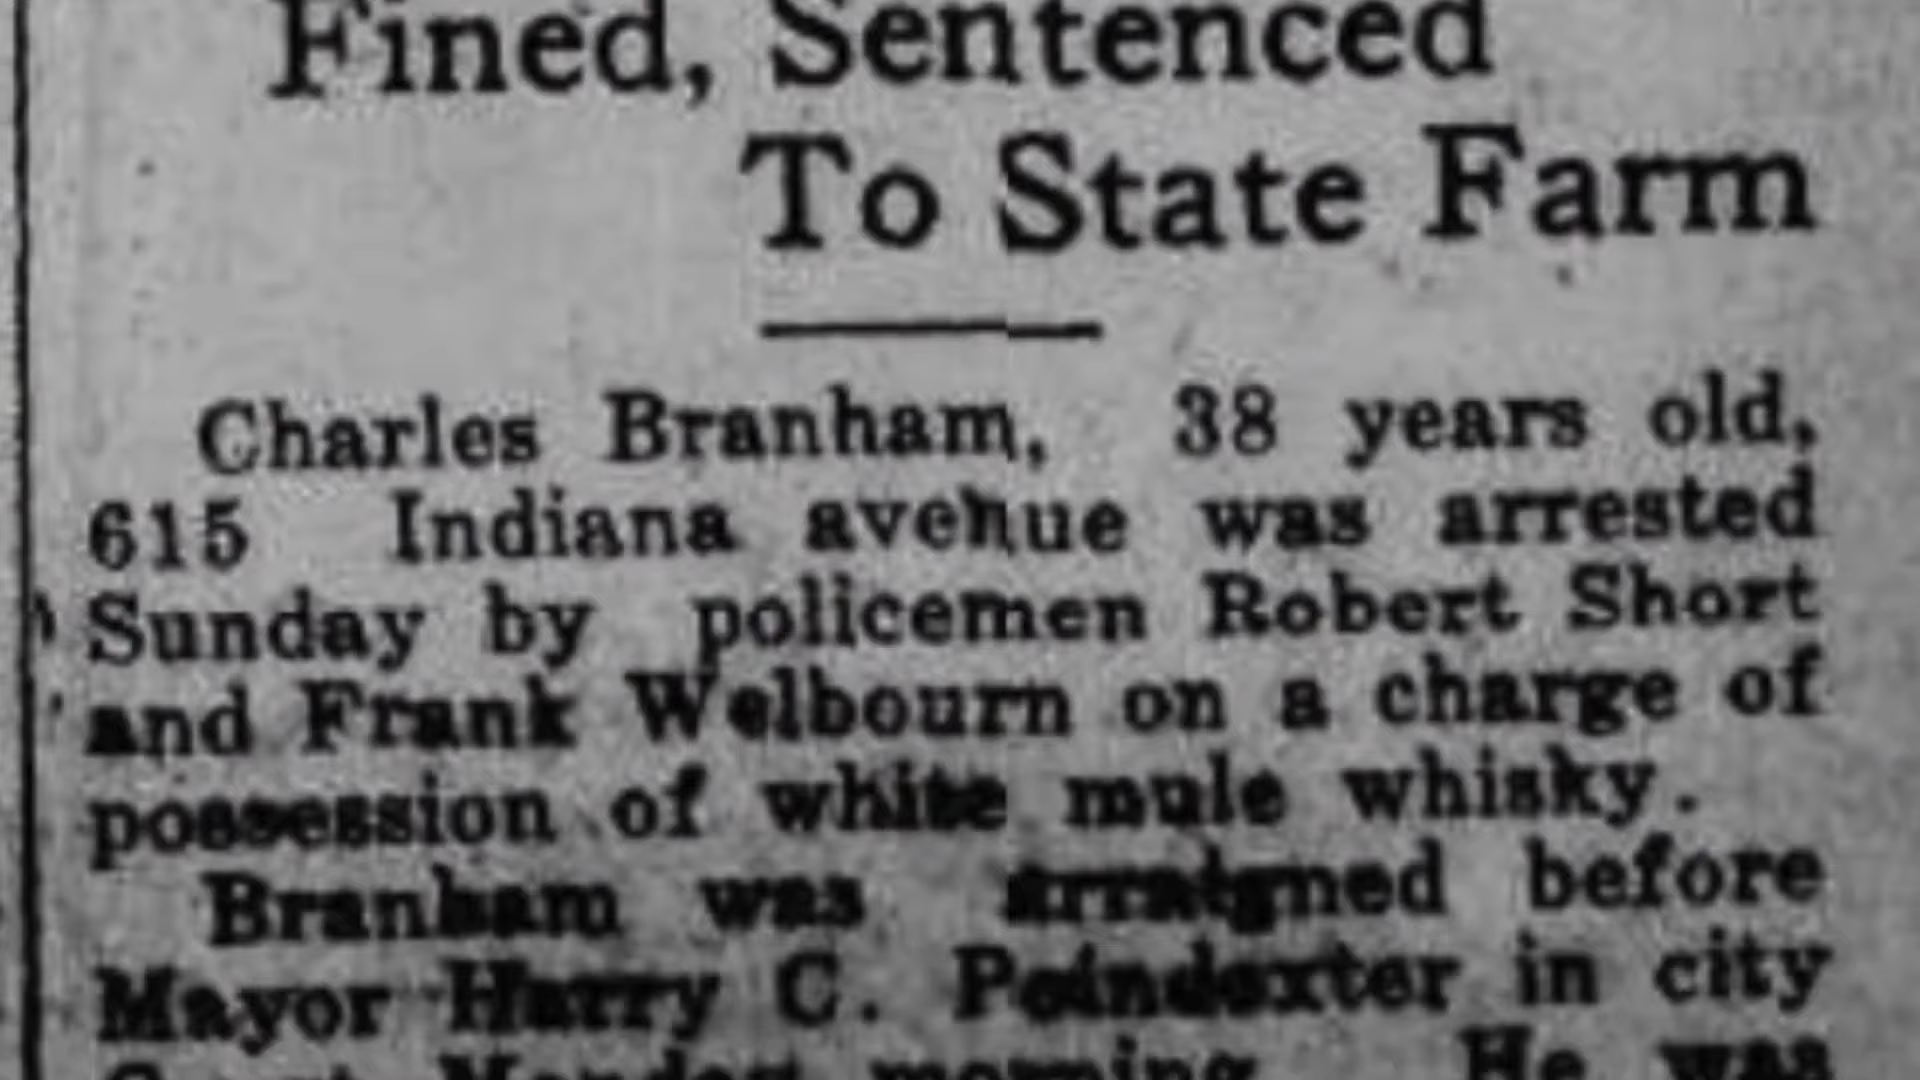 Fined, Sentenced
To State Farm
Charles Branham, 38 years old,
615 Indiana avenue was arrested
Sunday by policemen Robert Short
and Frank Welbourn on a charge of
possession of white mule whisky.
Branham was arraigned before
Mayor Harry C. Poindexter in city
Court Monday morning. He was